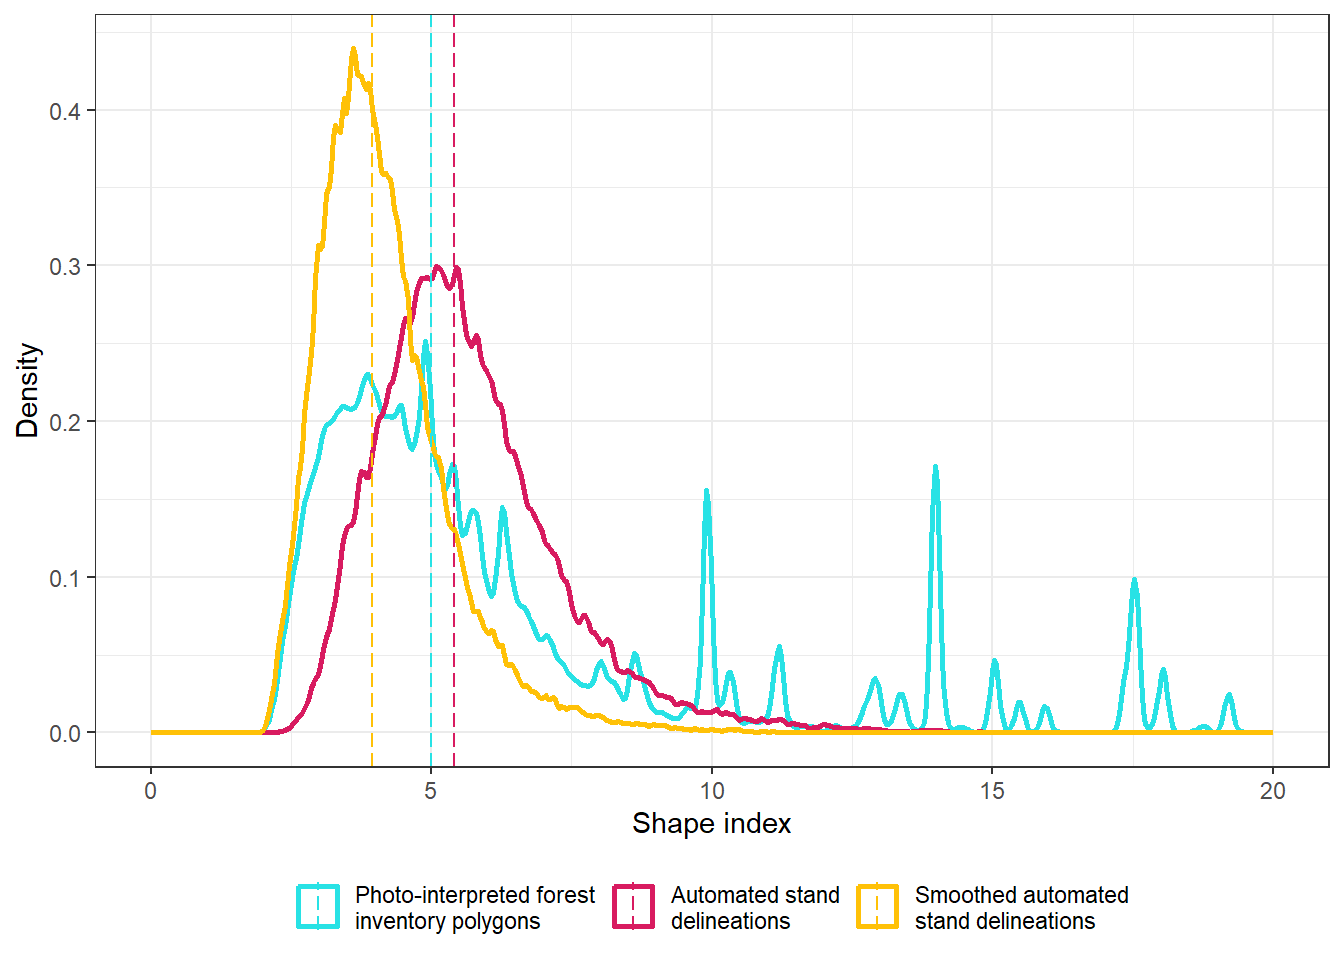 0.4
0.3
0.2
0.1
0.0
Density
0 5 10 15 20
Shape index
Photo-interpreted forest
inventory polygons
Automated stand
delineations
Smoothed automated
stand delineations